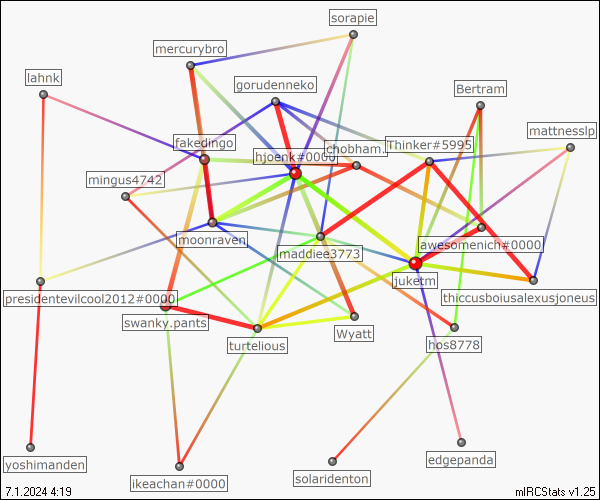 sorapie
mercurybro
lahnk
gorudenneko
Bertram
mattnesslp
fakedingo
hjoenk#0000
chobham.
Thinker#5995
mingus4742
moonraven
maddiee3773
awesomenich#0000
juketm
presidentevilcool2012#0000
thiccusboiusalexusjoneus
swanky.pants
Wyatt
turtelious
hos8778
yoshimanden
edgepanda
solaridenton
ikeachan#0000
7.1.2024 4:19
mIRCStats v1.25